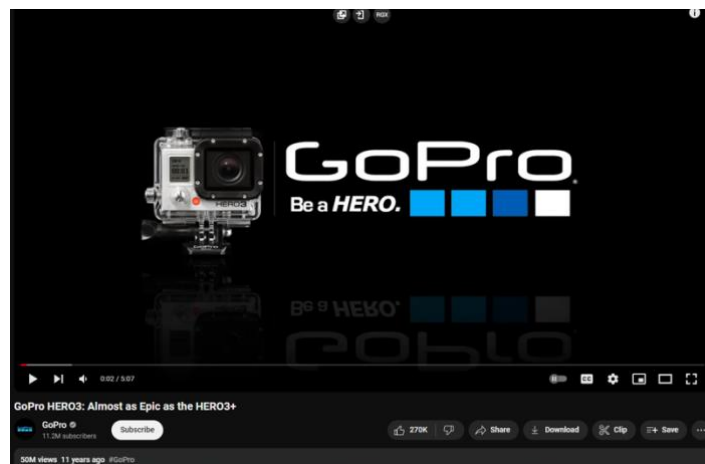 GoPro
Be a HERO.
HERO3
0:02 / 5:07
CC
GoPro HERO3: Almost as Epic as the HERO3+
GoPro
11.2M subscribers
Subscribe
270K
Share
Download
Clip
Save
50M views 11 years ago #GoPro